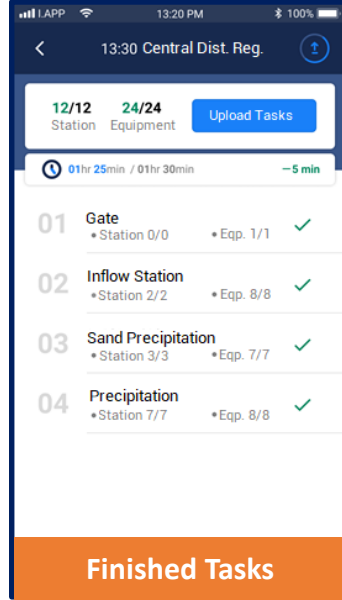 I.APP 13:20 PM 100%
13:30 Central Dist. Reg.
12/12 24/24 Upload Tasks
Station Equipment
01hr 25min / 01hr 30min −5 min
01 Gate
• Station 0/0 • Eqp. 1/1
02 Inflow Station
• Station 2/2 • Eqp. 8/8
03 Sand Precipitation
• Station 3/3 • Eqp. 7/7
04 Precipitation
• Station 7/7 • Eqp. 8/8
Finished Tasks